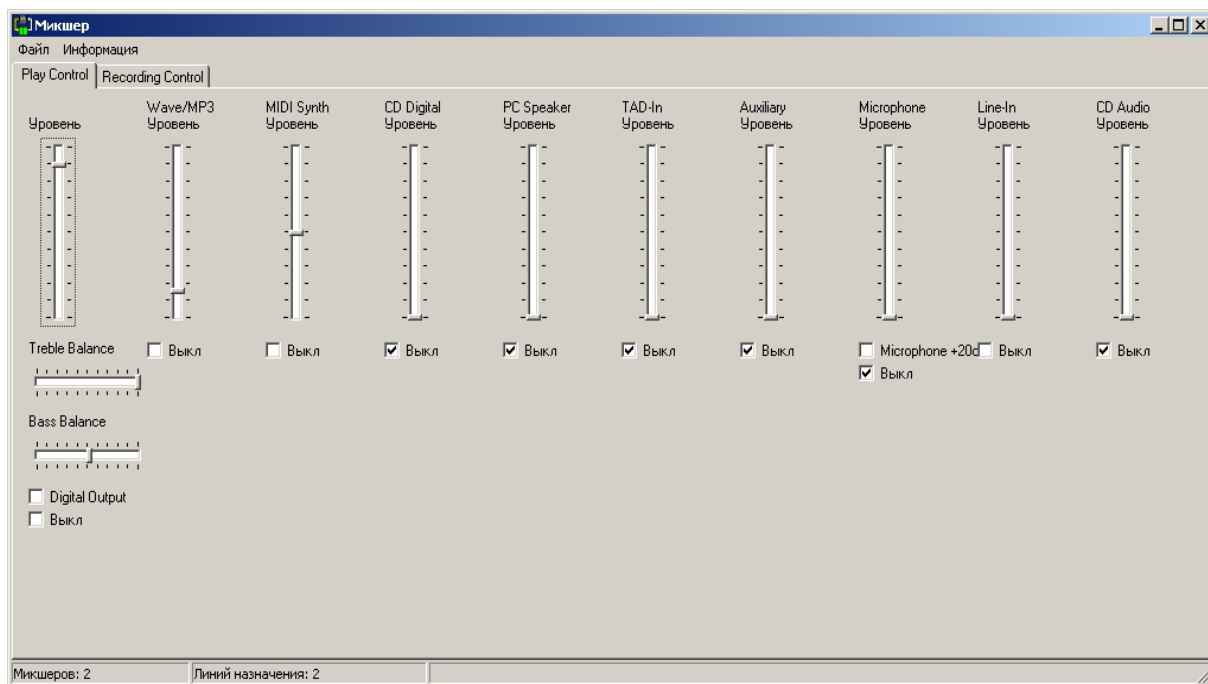 Микшер
Файл Информация
Play Control Recording Control
Wave/MP3 MIDI Synth CD Digital PC Speaker TAD-In Auxiliary Microphone Line-In CD Audio
Уровень Уровень Уровень Уровень Уровень Уровень Уровень Уровень Уровень Уровень
Treble Balance Выкл Выкл Выкл Выкл Выкл Выкл Microphone +20d Выкл Выкл
Выкл
Bass Balance
Digital Output
Выкл
Микшеров: 2 Линий назначения: 2